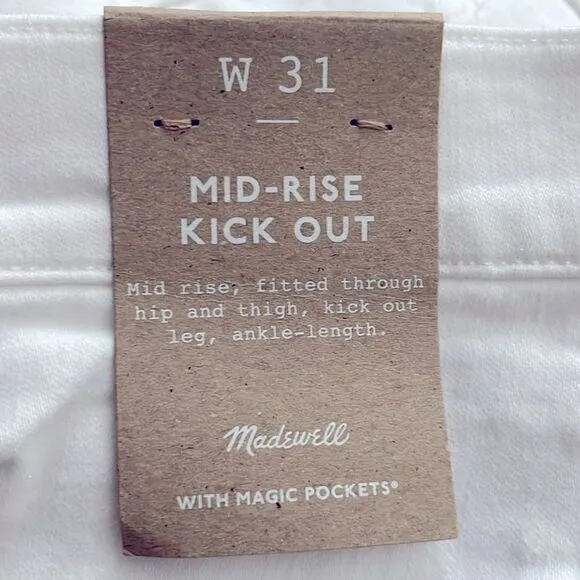 W 31
MID-RISE
KICK OUT
Mid rise, fitted through
hip and thigh, kick out
leg, ankle-length.
Madewell
WITH MAGIC POCKETS®